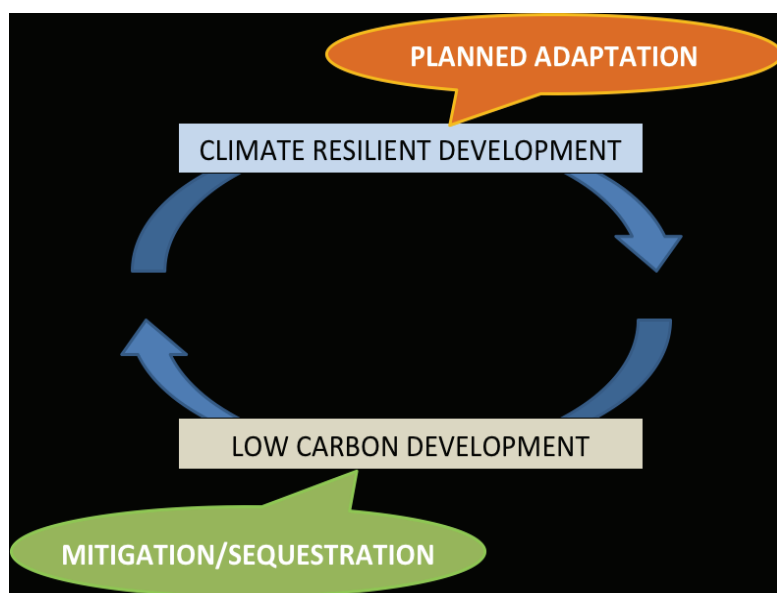 PLANNED ADAPTATION
CLIMATE RESILIENT DEVELOPMENT
LOW CARBON DEVELOPMENT
MITIGATION/SEQUESTRATION